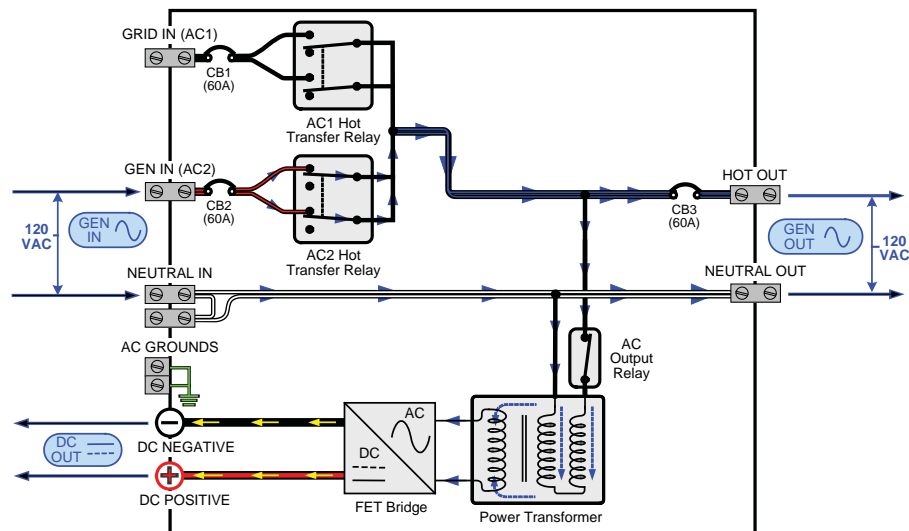 GRID IN (AC1)
CB1
(60A)
AC1 Hot
Transfer Relay
GEN IN (AC2)
HOT OUT
CB2
(60A)
CB3
(60A)
120
VAC
GEN
IN
GEN
OUT
120
VAC
AC2 Hot
Transfer Relay
NEUTRAL IN
NEUTRAL OUT
AC GROUNDS
AC
Output
Relay
DC NEGATIVE
DC
OUT
DC POSITIVE
AC
DC
FET Bridge
Power Transformer